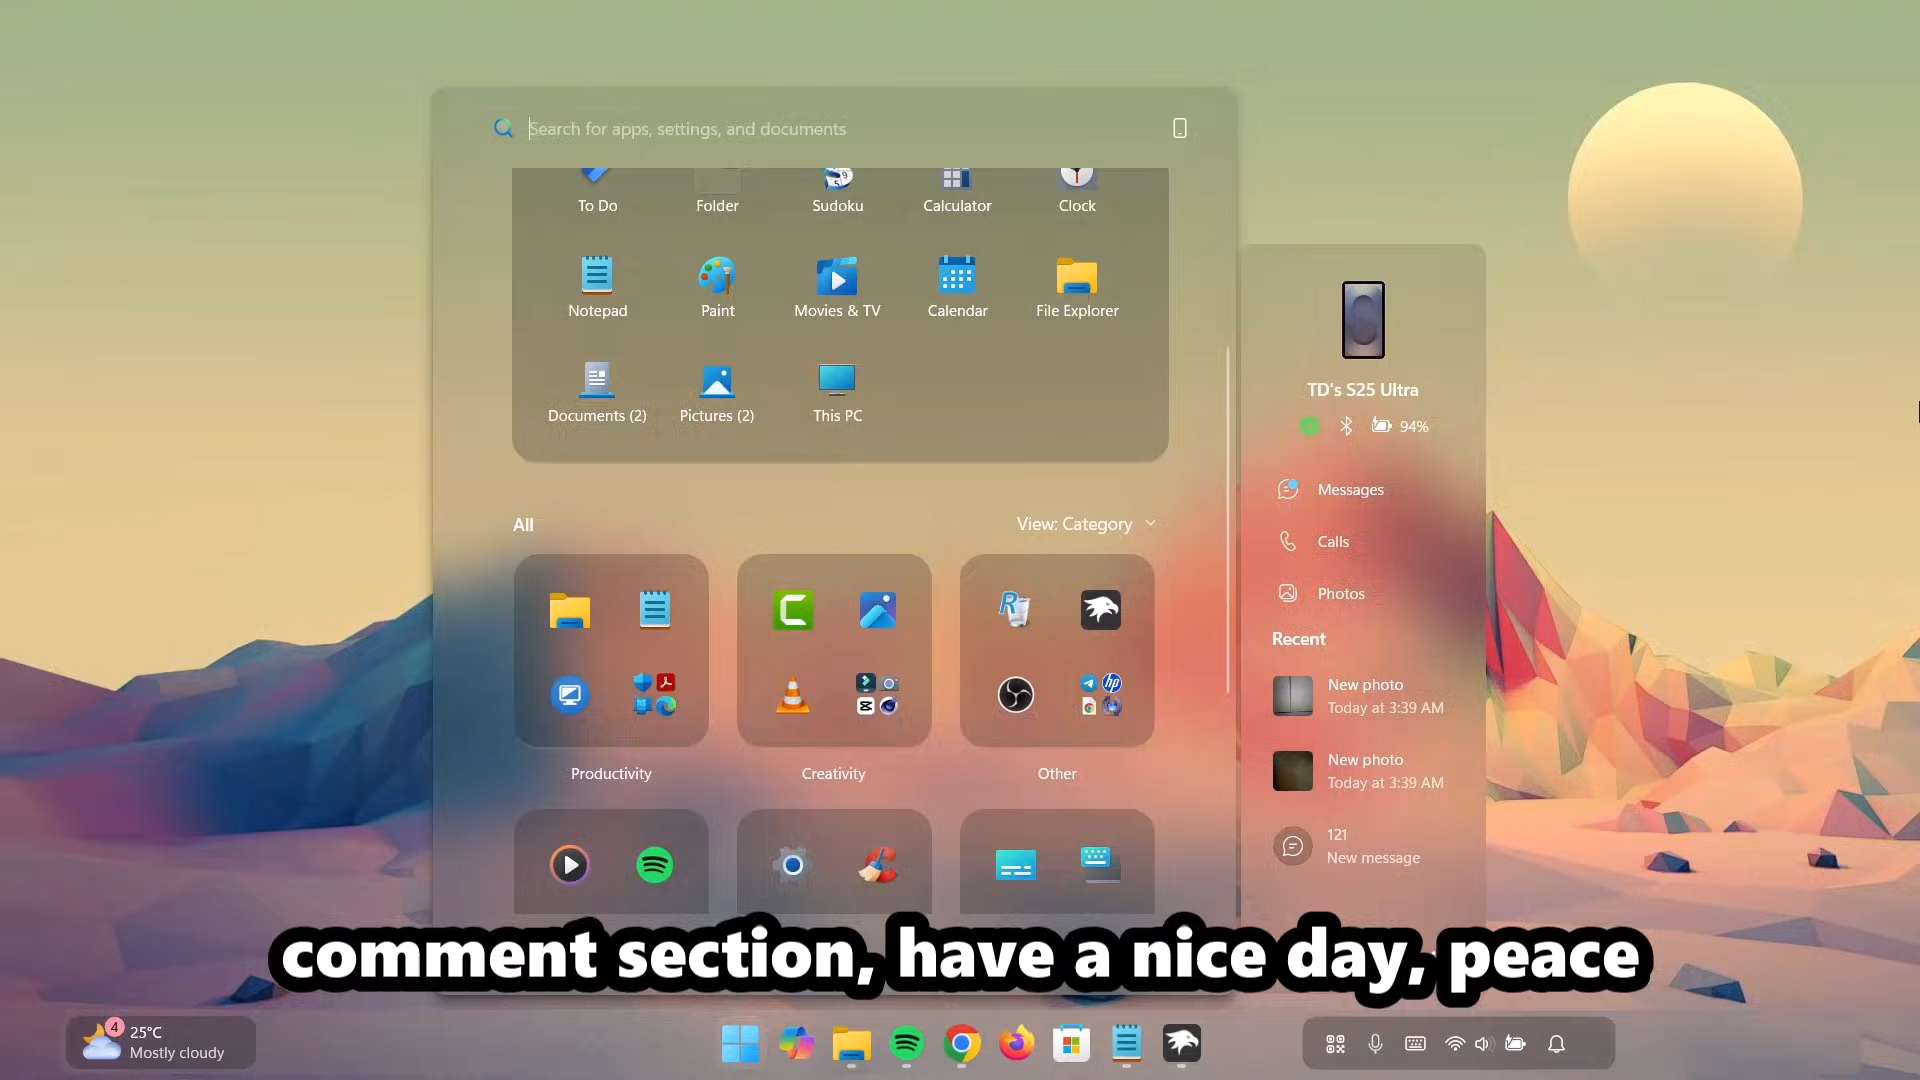 Search for apps, settings, and documents
To Do
Folder
Sudoku
Calculator
Clock
Notepad
Paint
Movies & TV
Calendar
File Explorer
Documents (2)
Pictures (2)
This PC
All
View: Category
Productivity
Creativity
Other
TD's S25 Ultra
94%
Messages
Calls
Photos
Recent
New photo
Today at 3:39 AM
New photo
Today at 3:39 AM
121
New message
comment section, have a nice day, peace
4
25°C
Mostly cloudy